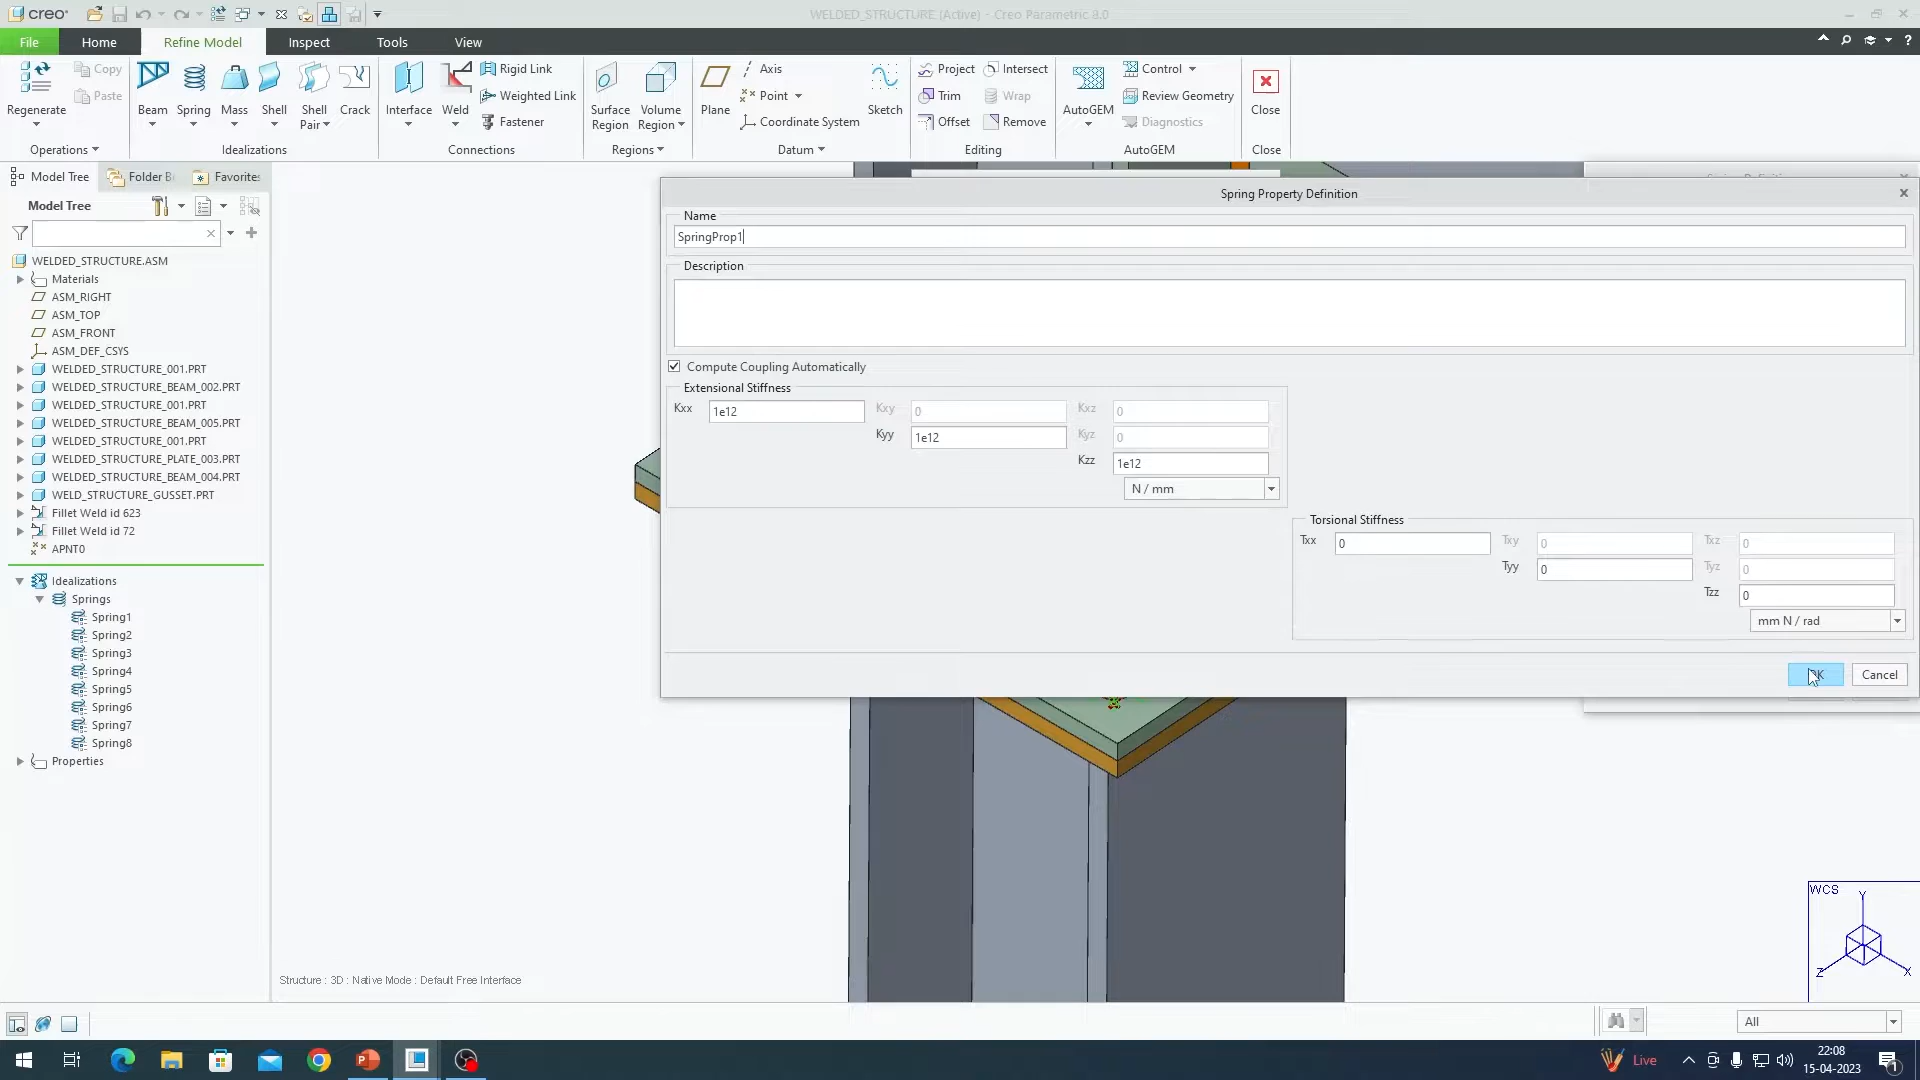 creo
WELDED_STRUCTURE (Active) - Creo Parametric 8.0
File Home Refine Model Inspect Tools View
Regenerate
Copy
Paste
Operations
Beam Spring Mass Shell Shell Pair Crack
Idealizations
Interface Weld
Rigid Link
Weighted Link
Fastener
Connections
Surface Region Volume Region
Regions
Plane
Axis
Point
Coordinate System
Sketch
Datum
Project Intersect
Trim Wrap
Offset Remove
Editing
AutoGEM
Control
Review Geometry
Diagnostics
AutoGEM
Close
Close
Model Tree Folder B Favorites
Model Tree
WELDED_STRUCTURE.ASM
Materials
ASM_RIGHT
ASM_TOP
ASM_FRONT
ASM_DEF_CSYS
WELDED_STRUCTURE_001.PRT
WELDED_STRUCTURE_BEAM_002.PRT
WELDED_STRUCTURE_001.PRT
WELDED_STRUCTURE_BEAM_005.PRT
WELDED_STRUCTURE_001.PRT
WELDED_STRUCTURE_PLATE_003.PRT
WELDED_STRUCTURE_BEAM_004.PRT
WELD_STRUCTURE_GUSSET.PRT
Fillet Weld id 623
Fillet Weld id 72
APNT0
Idealizations
Springs
Spring1
Spring2
Spring3
Spring4
Spring5
Spring6
Spring7
Spring8
Properties
Spring Property Definition
Name
SpringProp1
Description
Compute Coupling Automatically
Extensional Stiffness
Kxx 1e12 Kxy 0 Kxz 0
Kyy 1e12 Kyz 0
Kzz 1e12
N / mm
Torsional Stiffness
Txx 0 Txy 0 Txz 0
Tyy 0 Tyz 0
Tzz 0
mm N / rad
OK Cancel
WCS
Y
Z X
Structure : 3D : Native Mode : Default Free Interface
All
Live
22:08
15-04-2023
1